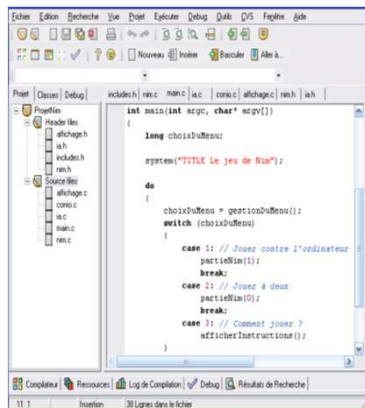 Fichier Edition Recherche Vue Projet Exécuter Debug Outils CVS Fenêtre Aide
Nouveau Insérer Basculer Aller à...
Projet Classes Debug
includes.h nim.c main.c ia.c conio.c affichage.c nim.h ia.h
ProjetNim
Header files
affichage.h
ia.h
includes.h
nim.h
Source files
affichage.c
conio.c
ia.c
main.c
nim.c
int main(int argc, char* argv[])
{
long choixDuMenu;
system("TITLE Le jeu de Nim");
do
{
choixDuMenu = gestionDuMenu();
switch (choixDuMenu)
{
case 1: // Jouer contre l'ordinateur
partieNim(1);
break;
case 2: // Jouer à deux
partieNim(0);
break;
case 3: // Comment jouer ?
afficherInstructions();
}
Compilateur Ressources Log de Compilation Debug Résultats de Recherche
11: 1 Insertion 38 Lignes dans le fichier